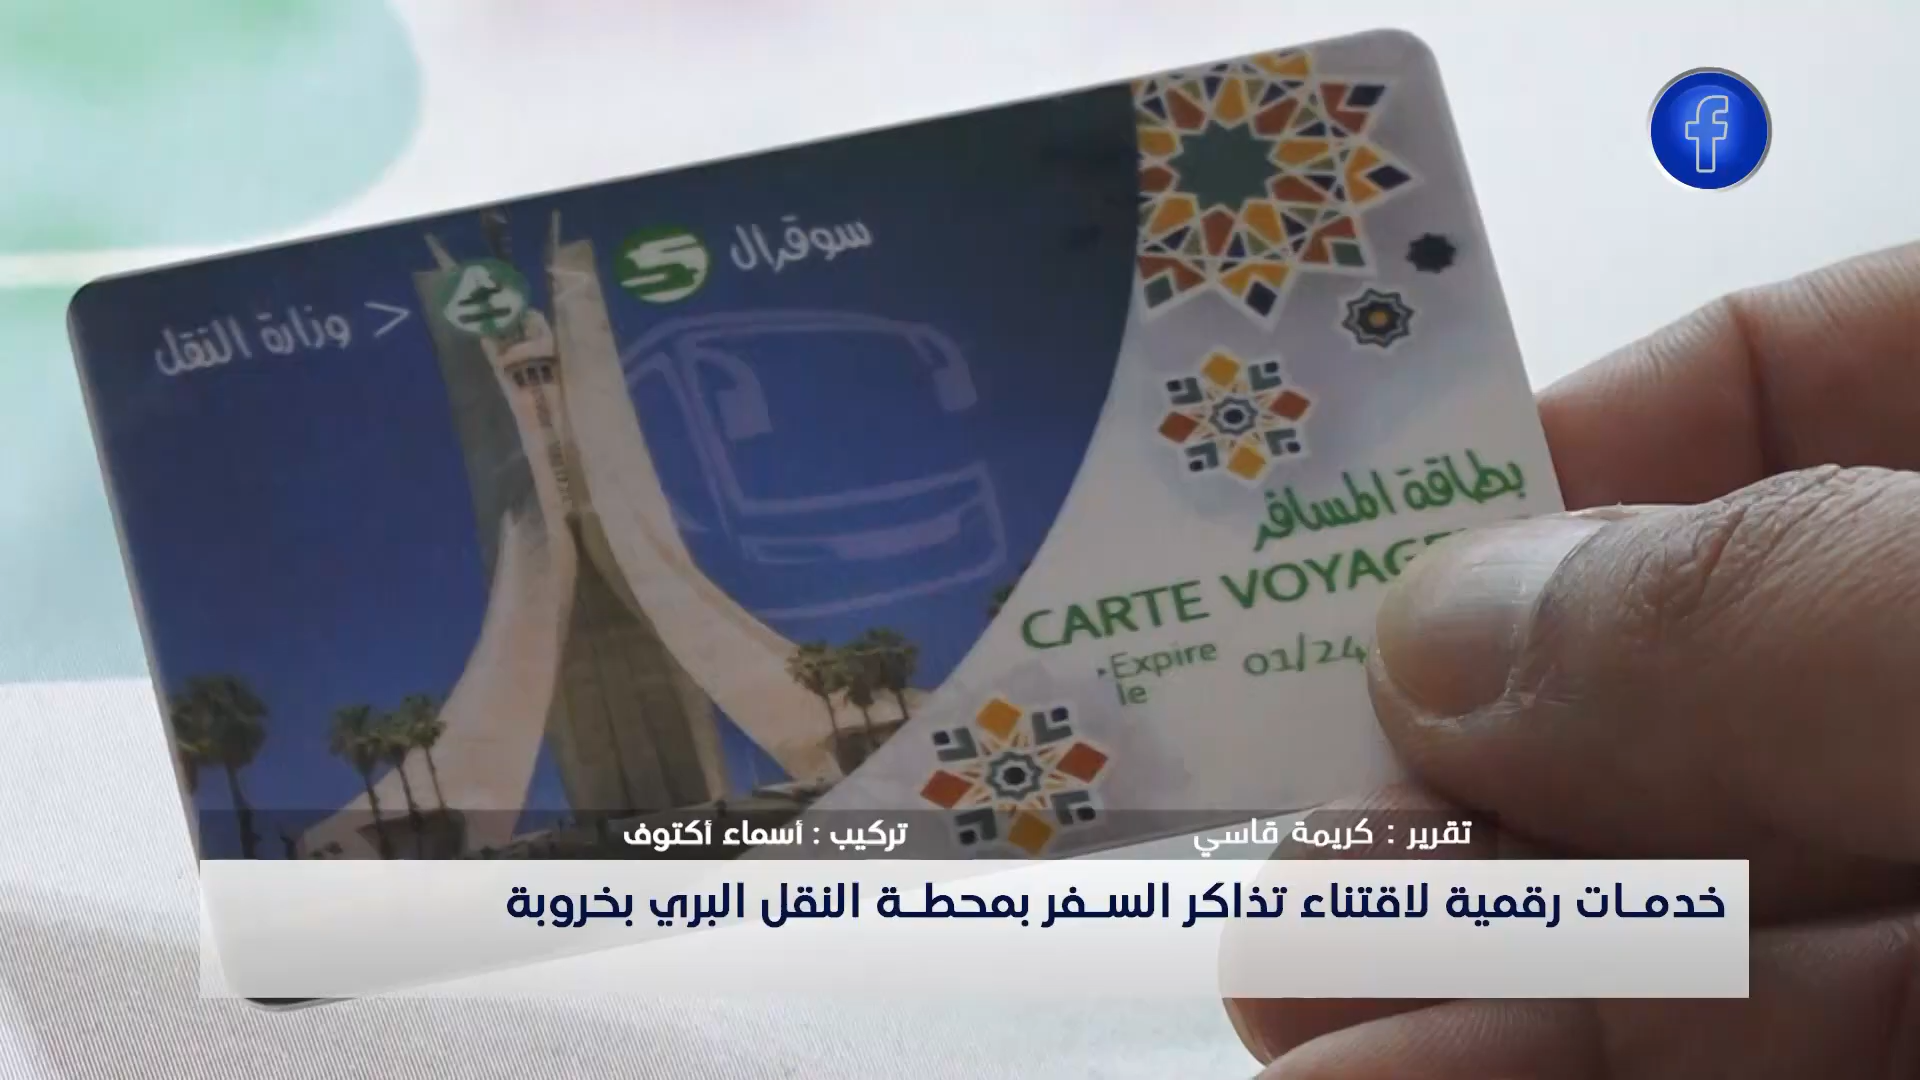 سوقرال
وزارة النقل >
بطاقة المسافر
CARTE
Expire
le
01/24
تقرير : كريمة قاسي
تركيب : أسماء أكتوف
خدمات رقمية لاقتناء تذاكر السفر بمحطة النقل البري بخروبة